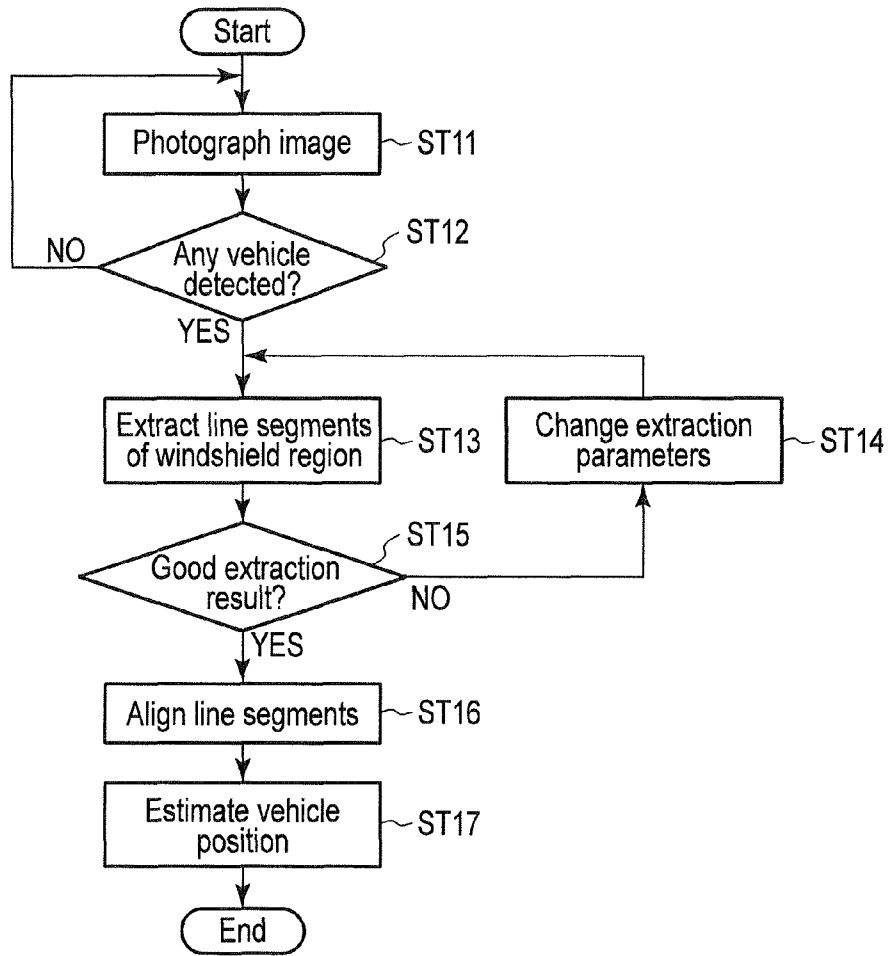 Start
Photograph image
ST11
Any vehicle
detected?
ST12
NO
YES
Extract line segments
of windshield region
ST13
Change extraction
parameters
ST14
Good extraction
result?
ST15
NO
YES
Align line segments
ST16
Estimate vehicle
position
ST17
End